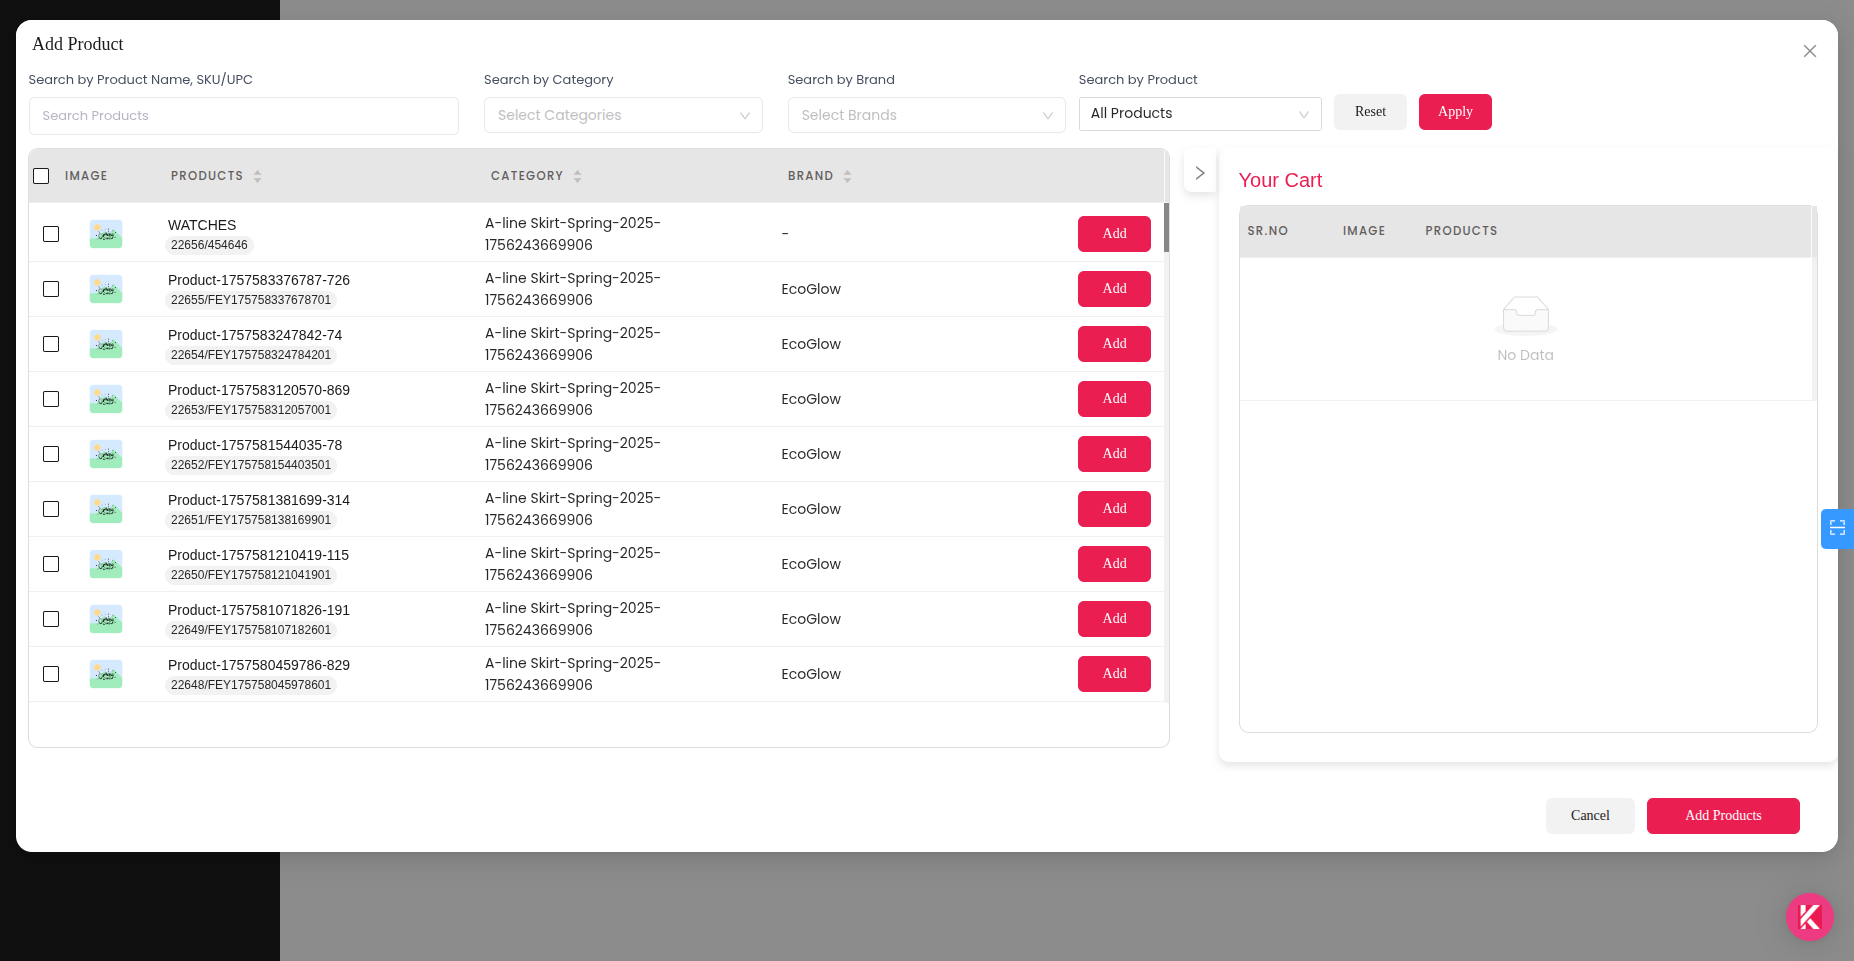 Add Product
Search by Product Name, SKU/UPC
Search by Category
Search by Brand
Search by Product
Search Products
Select Categories
Select Brands
All Products
Reset
Apply
IMAGE PRODUCTS CATEGORY BRAND
WATCHES
22656/454646
A-line Skirt-Spring-2025-
1756243669906
-
Add
Product-1757583376787-726
22655/FEY175758337678701
A-line Skirt-Spring-2025-
1756243669906
EcoGlow
Add
Product-1757583247842-74
22654/FEY175758324784201
A-line Skirt-Spring-2025-
1756243669906
EcoGlow
Add
Product-1757583120570-869
22653/FEY175758312057001
A-line Skirt-Spring-2025-
1756243669906
EcoGlow
Add
Product-1757581544035-78
22652/FEY175758154403501
A-line Skirt-Spring-2025-
1756243669906
EcoGlow
Add
Product-1757581381699-314
22651/FEY175758138169901
A-line Skirt-Spring-2025-
1756243669906
EcoGlow
Add
Product-1757581210419-115
22650/FEY175758121041901
A-line Skirt-Spring-2025-
1756243669906
EcoGlow
Add
Product-1757581071826-191
22649/FEY175758107182601
A-line Skirt-Spring-2025-
1756243669906
EcoGlow
Add
Product-1757580459786-829
22648/FEY175758045978601
A-line Skirt-Spring-2025-
1756243669906
EcoGlow
Add
Your Cart
SR.NO IMAGE PRODUCTS
No Data
Cancel
Add Products
K